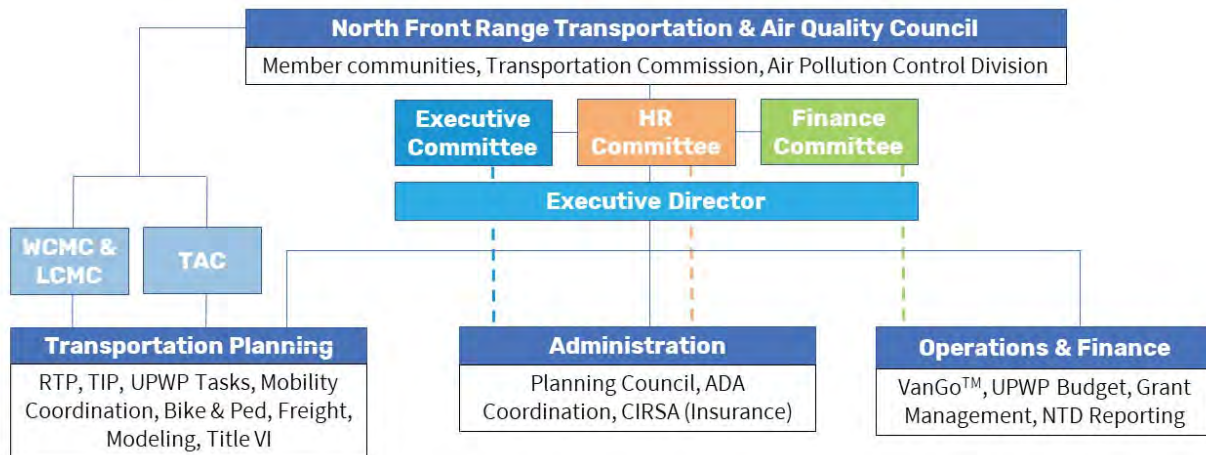 North Front Range Transportation & Air Quality Council
Member communities, Transportation Commission, Air Pollution Control Division
Executive
Committee
HR
Committee
Finance
Committee
Executive Director
WCMC &
LCMC
TAC
Transportation Planning
RTP, TIP, UPWP Tasks, Mobility
Coordination, Bike & Ped, Freight,
Modeling, Title VI
Administration
Planning Council, ADA
Coordination, CIRSA (Insurance)
Operations & Finance
VanGo™, UPWP Budget, Grant
Management, NTD Reporting